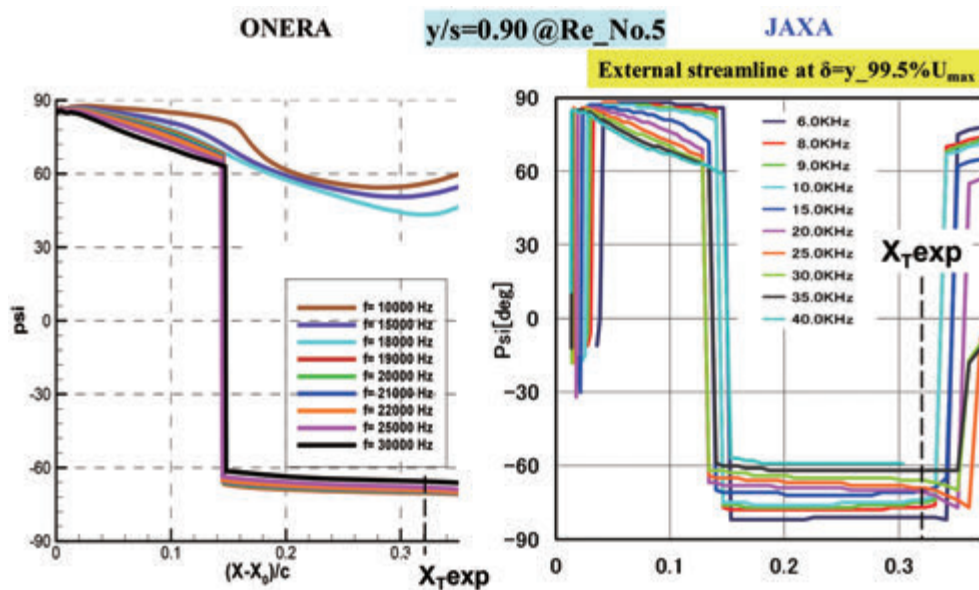 ONERA
y/s=0.90 @Re_No.5
JAXA
External streamline at δ=y_99.5%Umax
psi
90
60
30
0
-30
-60
-90
0
0.1
0.2
0.3
(X-X0)/c
XTexp
f= 10000 Hz
f= 15000 Hz
f= 18000 Hz
f= 19000 Hz
f= 20000 Hz
f= 21000 Hz
f= 22000 Hz
f= 25000 Hz
f= 30000 Hz
Psi[deg]
90
60
30
0
-30
-60
-90
0
0.1
0.2
0.3
6.0KHz
8.0KHz
9.0KHz
10.0KHz
15.0KHz
20.0KHz
25.0KHz
30.0KHz
35.0KHz
40.0KHz
XTexp